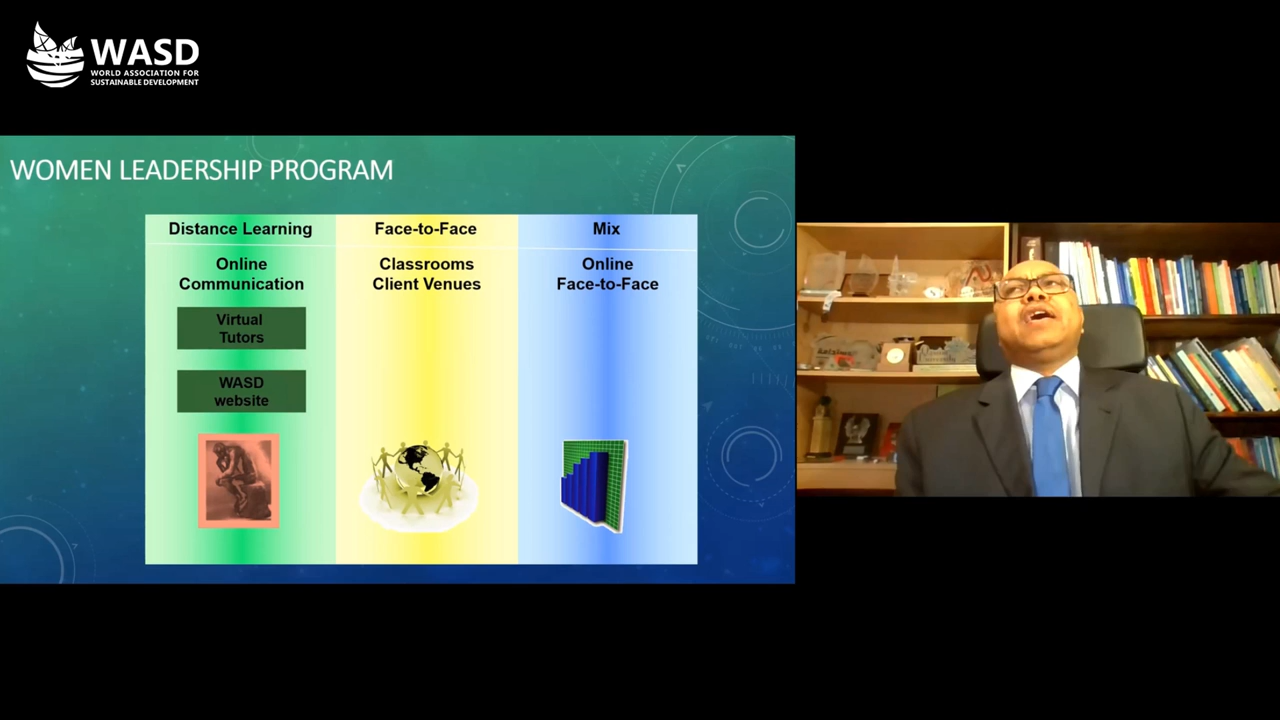 WASD
WORLD ASSOCIATION FOR
SUSTAINABLE DEVELOPMENT
WOMEN LEADERSHIP PROGRAM
Distance Learning
Face-to-Face
Mix
Online
Communication
Classrooms
Client Venues
Online
Face-to-Face
Virtual
Tutors
WASD
website